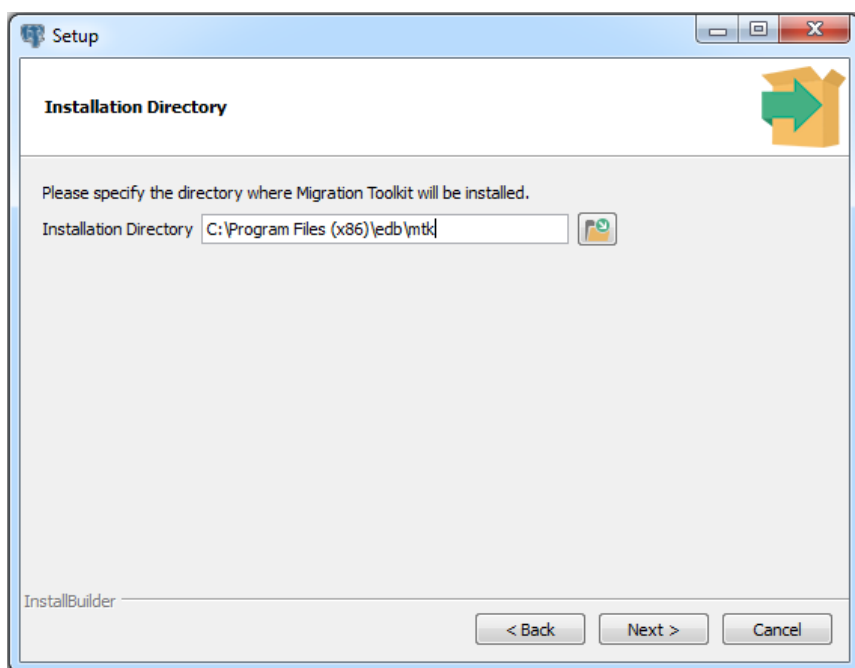 Setup
Installation Directory
Please specify the directory where Migration Toolkit will be installed.
Installation Directory C:\Program Files (x86)\edb\mtk
InstallBuilder
< Back Next > Cancel